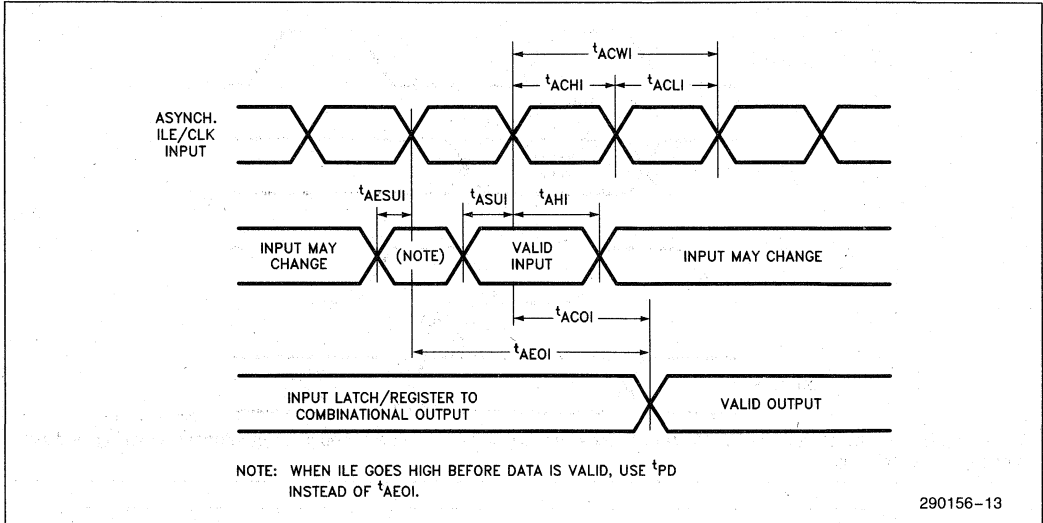 tACWI
tACHI
tACLI
ASYNCH.
ILE/CLK
INPUT
tAESUI
tASUI
tAHI
INPUT MAY
CHANGE
(NOTE)
VALID
INPUT
INPUT MAY CHANGE
tACOI
tAEOI
INPUT LATCH/REGISTER TO
COMBINATIONAL OUTPUT
VALID OUTPUT
NOTE: WHEN ILE GOES HIGH BEFORE DATA IS VALID, USE tPD
INSTEAD OF tAEOI.
290156-13